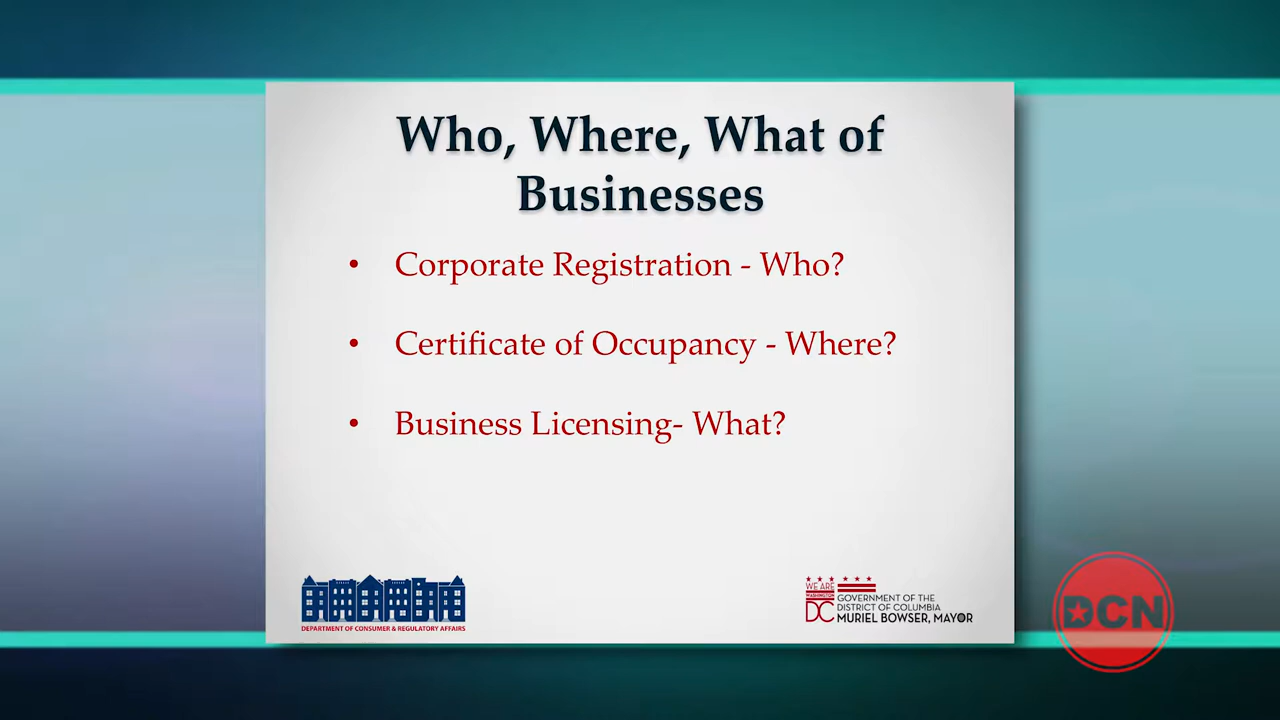 Who, Where, What of
Businesses
• Corporate Registration - Who?
• Certificate of Occupancy - Where?
• Business Licensing- What?
DEPARTMENT OF CONSUMER & REGULATORY AFFAIRS
WE ARE
WASHINGTON
DC
GOVERNMENT OF THE
DISTRICT OF COLUMBIA
MURIEL BOWSER, MAYOR
DCN